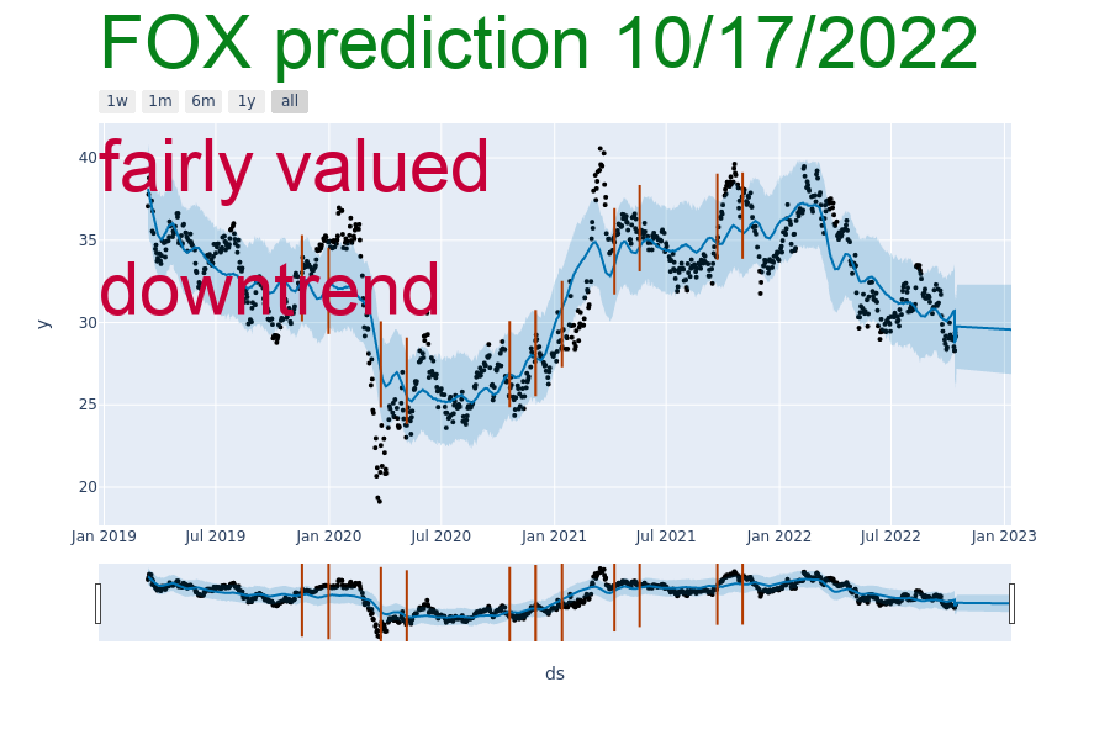 FOX prediction 10/17/2022
1w 1m 6m 1y all
fairly valued
downtrend
40
35
30
25
20
y
Jan 2019 Jul 2019 Jan 2020 Jul 2020 Jan 2021 Jul 2021 Jan 2022 Jul 2022 Jan 2023
ds